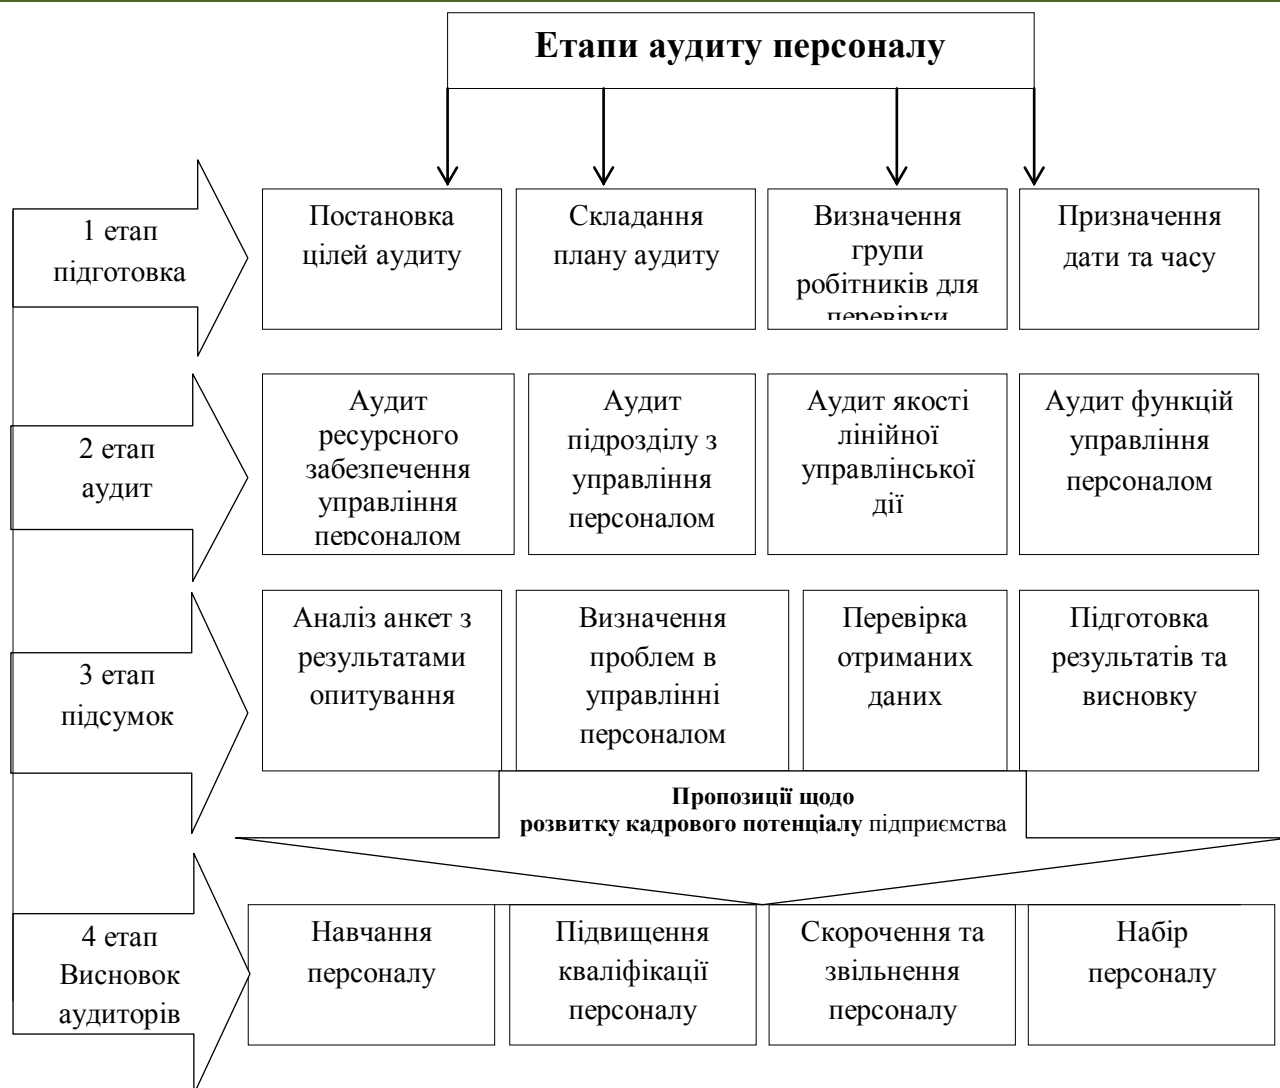 Етапи аудиту персоналу
1 етап
підготовка
Постановка
цілей аудиту
Складання
плану аудиту
Визначення
групи
робітників для
перевірки
Призначення
дати та часу
2 етап
аудит
Аудит
ресурсного
забезпечення
управління
персоналом
Аудит
підрозділу з
управління
персоналом
Аудит якості
лінійної
управлінської
дії
Аудит функцій
управління
персоналом
3 етап
підсумок
Аналіз анкет з
результатами
опитування
Визначення
проблем в
управлінні
персоналом
Перевірка
отриманих
даних
Підготовка
результатів та
висновку
Пропозиції щодо
розвитку кадрового потенціалу підприємства
4 етап
Висновок
аудиторів
Навчання
персоналу
Підвищення
кваліфікації
персоналу
Скорочення та
звільнення
персоналу
Набір
персоналу